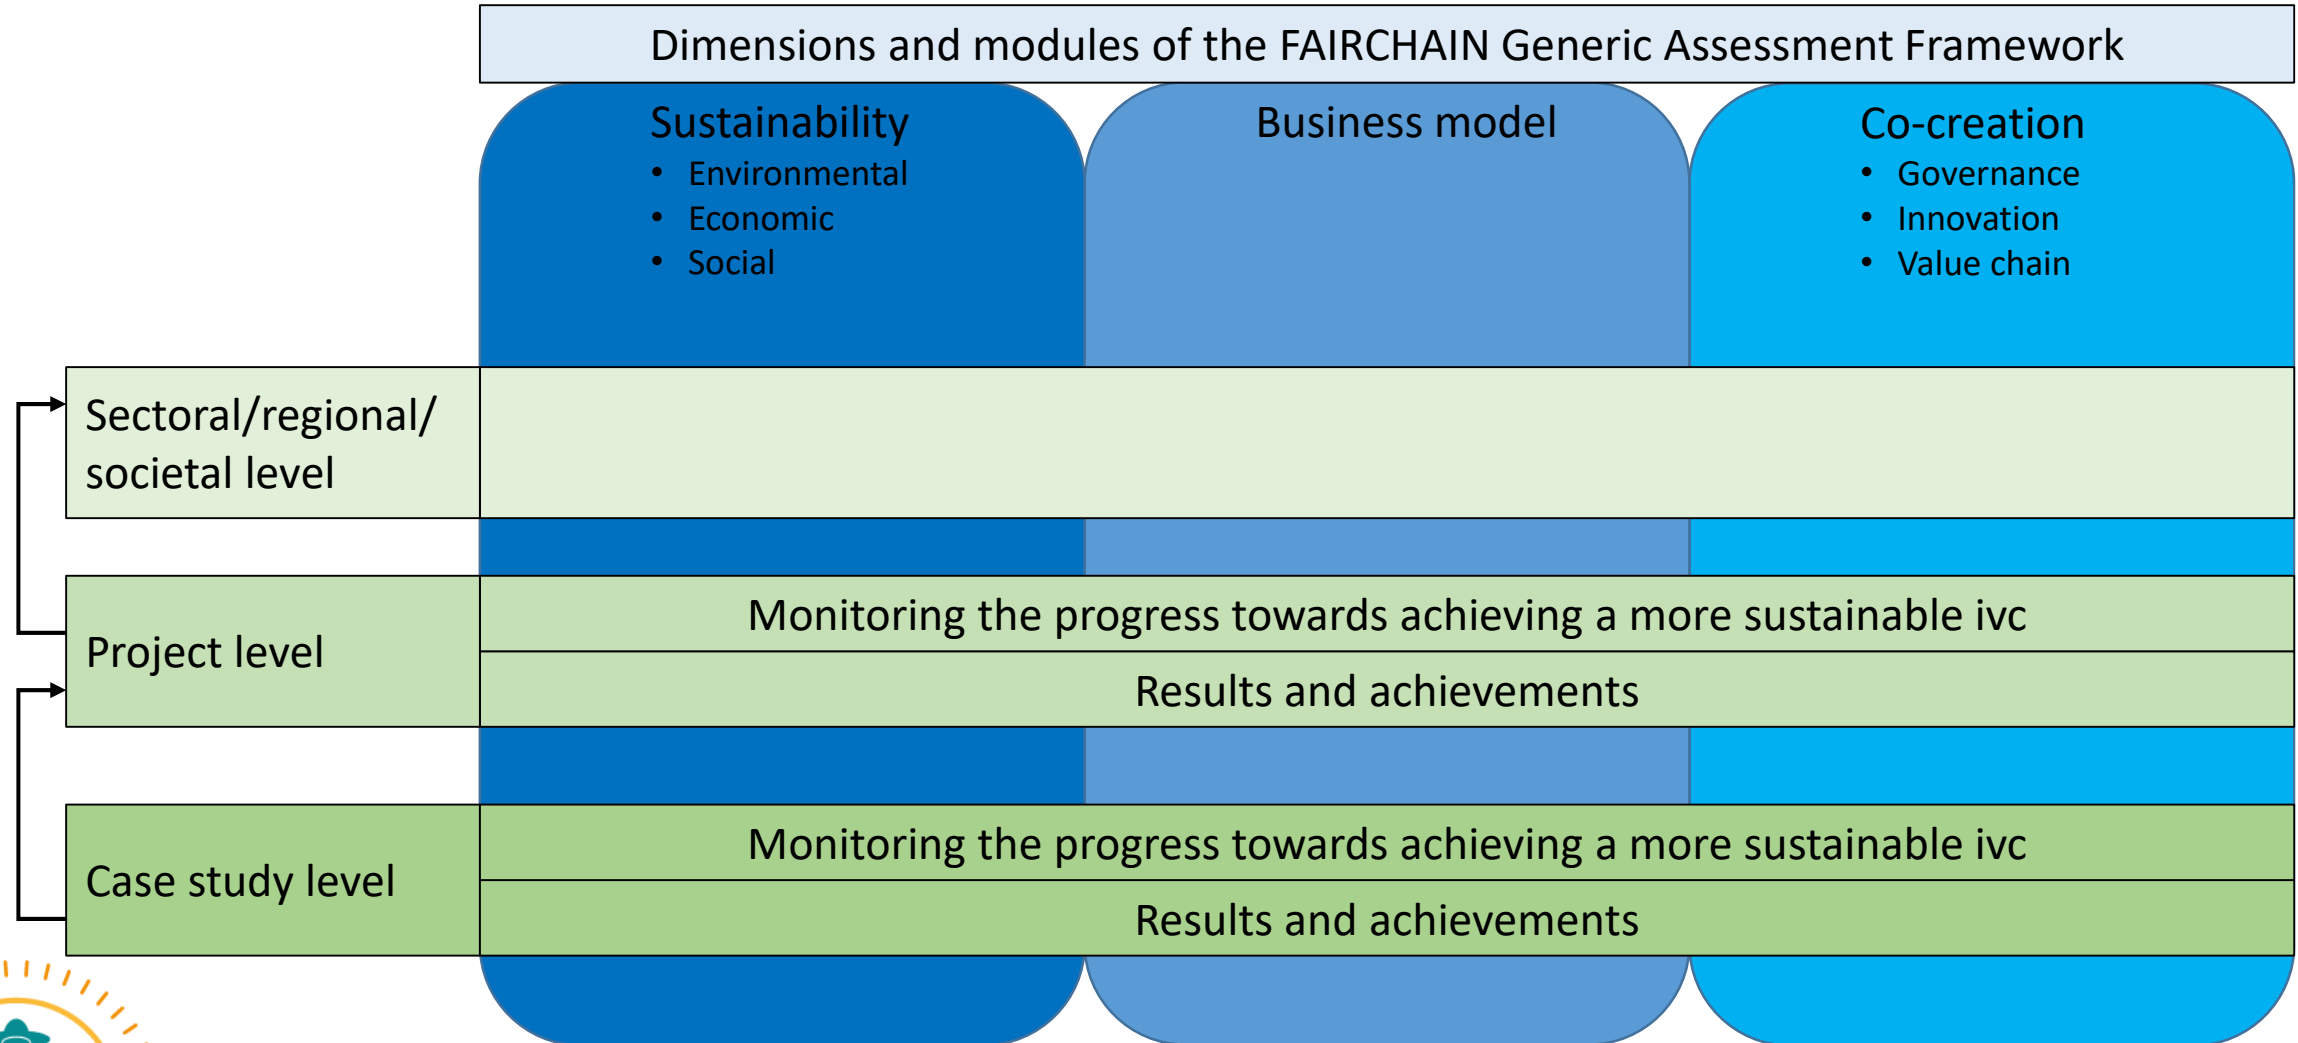 Dimensions and modules of the FAIRCHAIN Generic Assessment Framework
Sustainability
• Environmental
• Economic
• Social
Business model
Co-creation
• Governance
• Innovation
• Value chain
Sectoral/regional/
societal level
Project level
Monitoring the progress towards achieving a more sustainable ivc
Results and achievements
Case study level
Monitoring the progress towards achieving a more sustainable ivc
Results and achievements